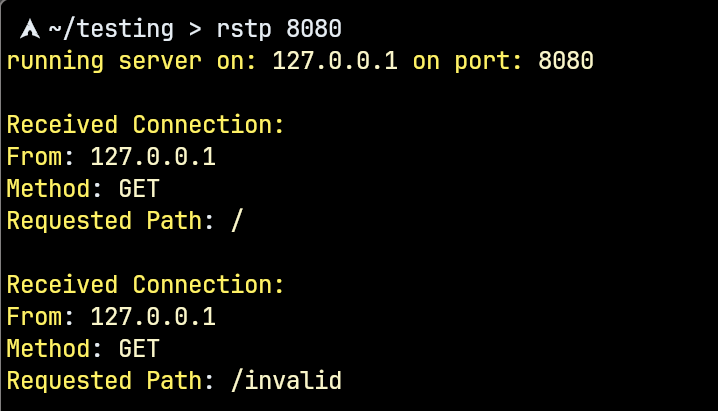 ~/testing > rstp 8080
running server on: 127.0.0.1 on port: 8080
Received Connection:
From: 127.0.0.1
Method: GET
Requested Path: /
Received Connection:
From: 127.0.0.1
Method: GET
Requested Path: /invalid